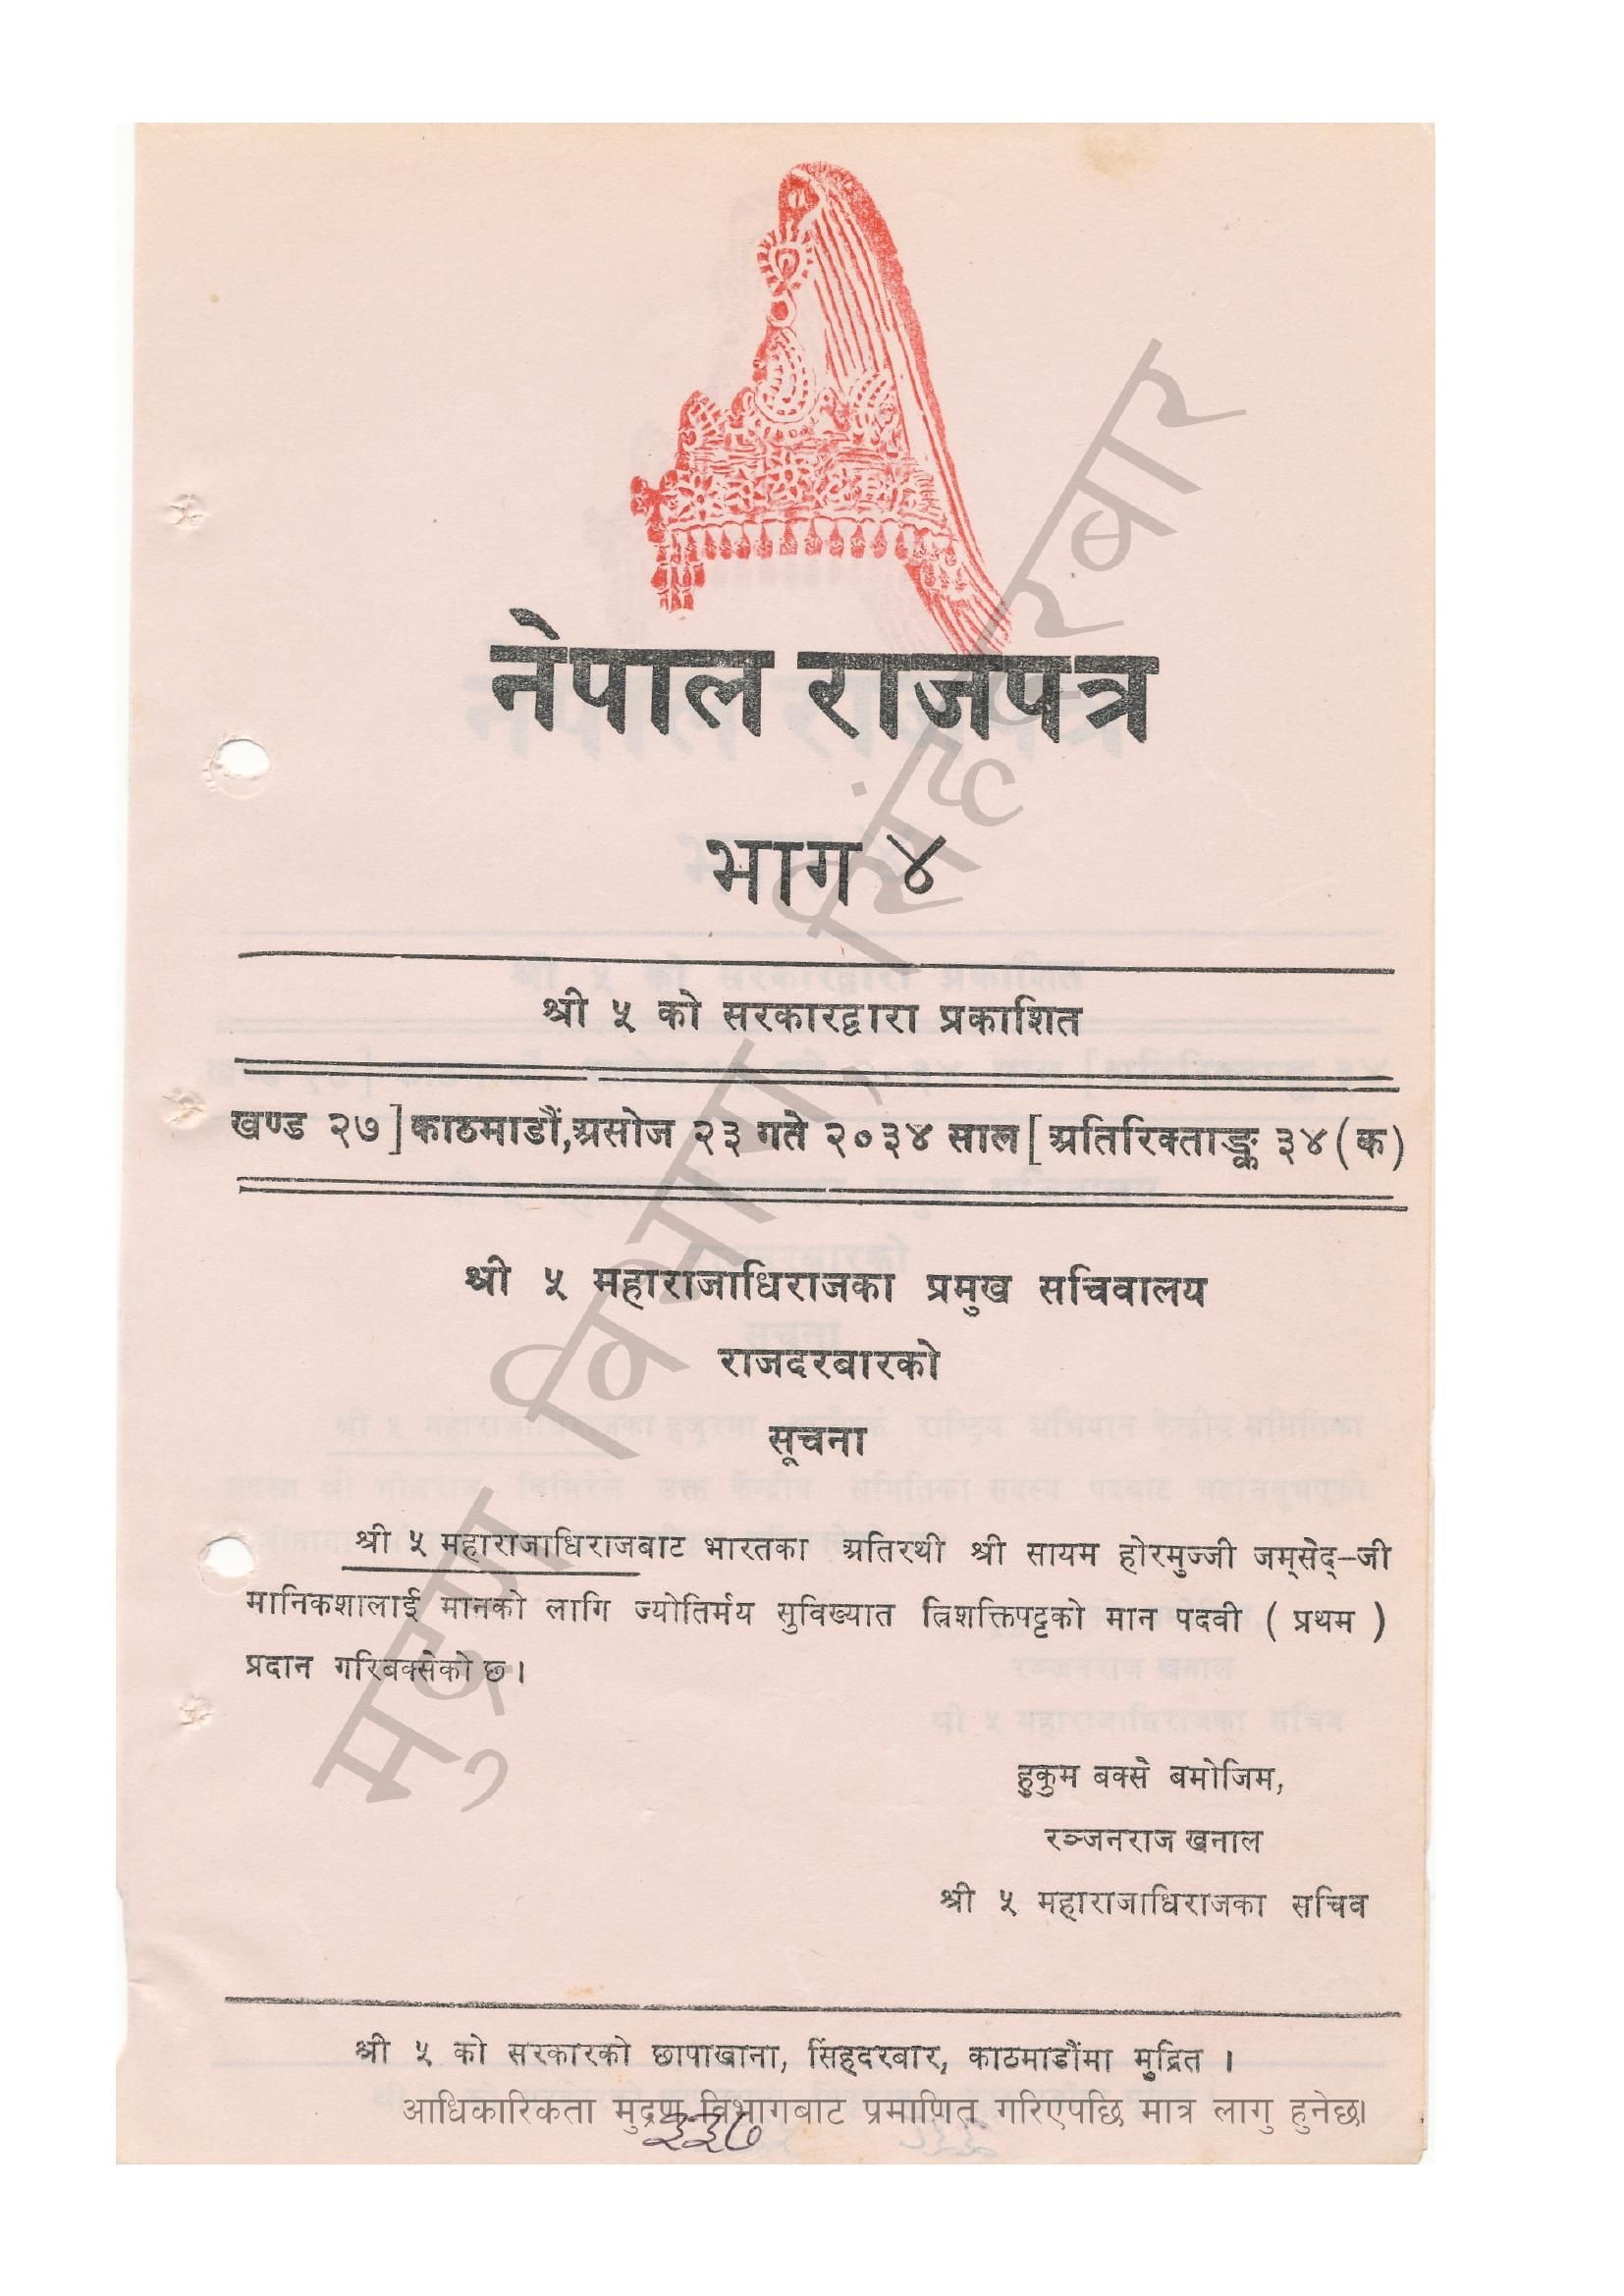 नेपाल राजपत्र
भाग ४
श्री ५ को सरकारद्वारा प्रकाशित
खण्ड २७] काठमाडौं, असोज २३ गते २०३४ साल [ अतिरिक्ताङ्क ३४ (क)
श्री ५ महाराजाधिराजका प्रमुख सचिवालय
राजदरबारको
सूचना
श्री ५ महाराजाधिराजबाट भारतका अतिरथी श्री सायम होरमुज्जी जम्सेद्-जी
मानिकशालाई मानको लागि ज्योतिर्मय सुविख्यात त्रिशक्तिपट्टको मान पदवी ( प्रथम )
प्रदान गरिबक्सेको छ ।
हुकुम बक्से बमोजिम,
रञ्जनराज खनाल
श्री ५ महाराजाधिराजका सचिव
श्री ५ को सरकारको छापाखाना, सिंहदरबार, काठमाडौंमा मुद्रित ।
आधिकारिकता मुद्रण विभागबाट प्रमाणित गरिएपछि मात्र लागु हुनेछ।
मुद्रण विभाग, सिंहदरबार